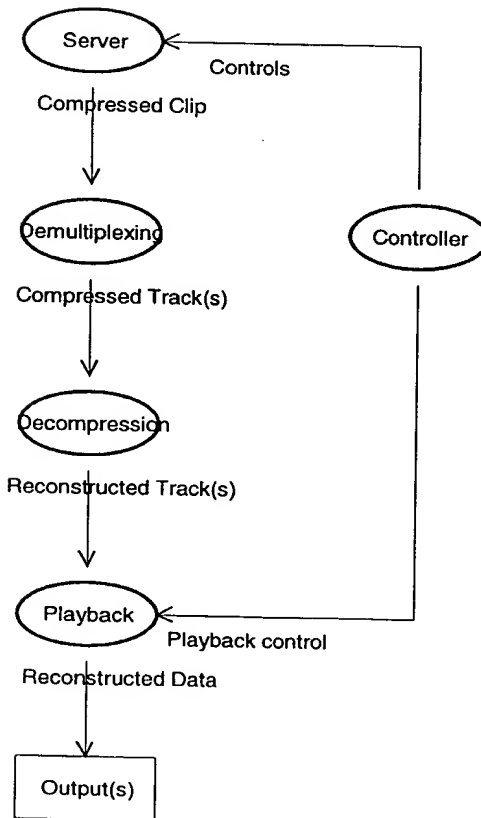 Server
Controls
Compressed Clip
Demultiplexing
Controller
Compressed Track(s)
Decompression
Reconstructed Track(s)
Playback
Playback control
Reconstructed Data
Output(s)